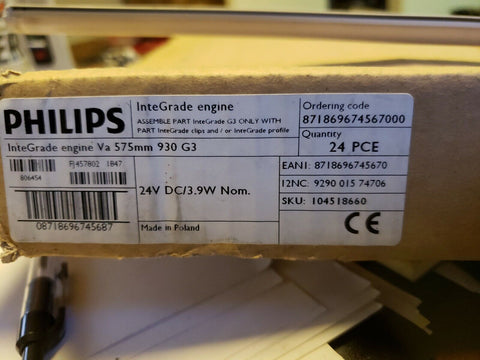 PHILIPS
InteGrade engine
ASSEMBLE PART InteGrade G3 ONLY WITH
PART InteGrade clips and / or InteGrade profile
Ordering code
871869674567000
Quantity
24 PCE
InteGrade engine Va 575mm 930 G3
FJ457802 1847
806454
24V DC/3.9W Nom.
EAN1: 8718696745670
12NC: 9290 015 74706
SKU: 104518660
08718696745687
Made in Poland
CE